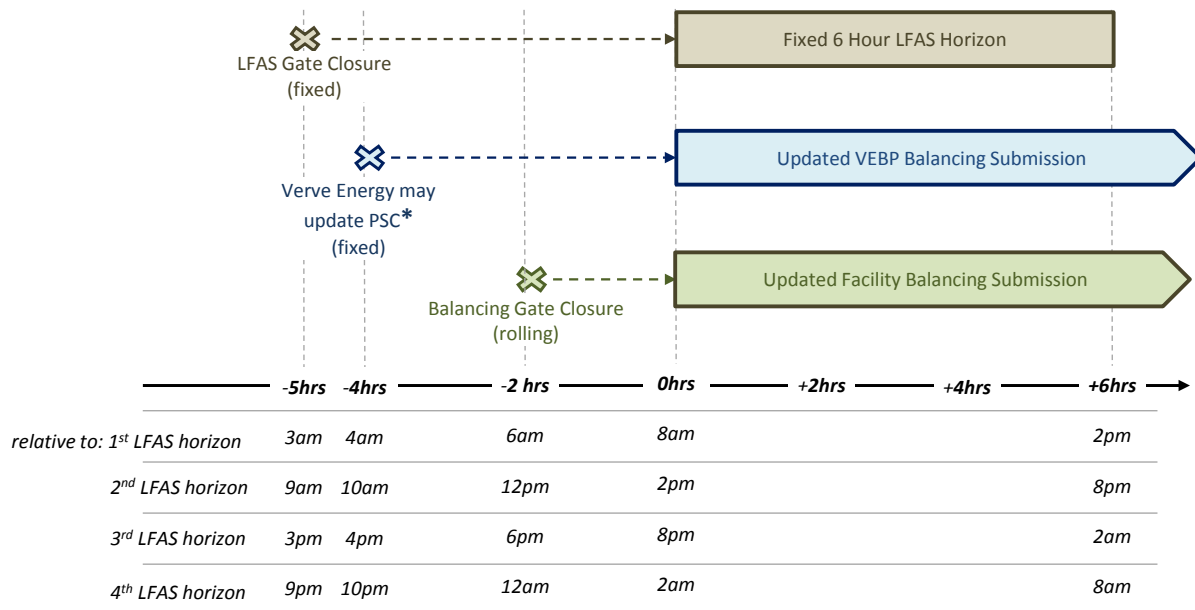 Fixed 6 Hour LFAS Horizon
LFAS Gate Closure
(fixed)
Updated VEBP Balancing Submission
Verve Energy may
update PSC*
(fixed)
Updated Facility Balancing Submission
Balancing Gate Closure
(rolling)
-5hrs -4hrs -2 hrs 0hrs +2hrs +4hrs +6hrs
relative to: 1st LFAS horizon 3am 4am 6am 8am 2pm
2nd LFAS horizon 9am 10am 12pm 2pm 8pm
3rd LFAS horizon 3pm 4pm 6pm 8pm 2am
4th LFAS horizon 9pm 10pm 12am 2am 8am